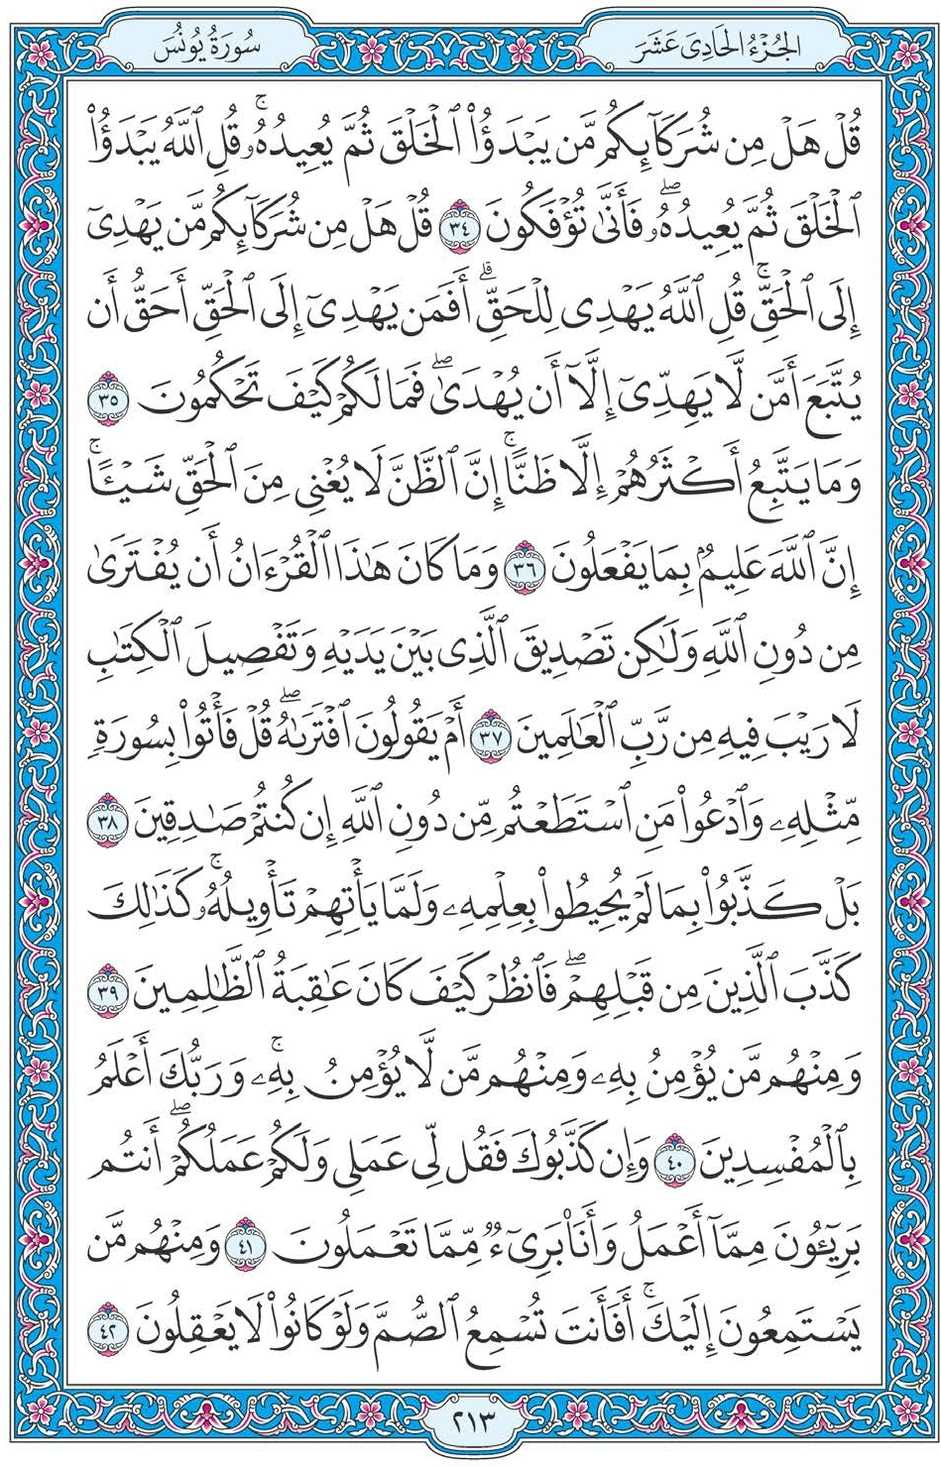 الجُزْءُ الحَادِى عَشَرَ
سُورَةُ يُونُسَ
قُلْ هَلْ مِن شُرَكَآئِكُم مَّن يَبْدَؤُاْ ٱلْخَلْقَ ثُمَّ يُعِيدُهُۥۚ قُلِ ٱللَّهُ يَبْدَؤُاْ
ٱلْخَلْقَ ثُمَّ يُعِيدُهُۥۖ فَأَنَّىٰ تُؤْفَكُونَ ٣٤ قُلْ هَلْ مِن شُرَكَآئِكُم مَّن يَهْدِىٓ
إِلَى ٱلْحَقِّۚ قُلِ ٱللَّهُ يَهْدِى لِلْحَقِّۗ أَفَمَن يَهْدِىٓ إِلَى ٱلْحَقِّ أَحَقُّ أَن
يُتَّبَعَ أَمَّن لَّا يَهِدِّىٓ إِلَّآ أَن يُهْدَىٰۖ فَمَا لَكُمْ كَيْفَ تَحْكُمُونَ ٣٥
وَمَا يَتَّبِعُ أَكْثَرُهُمْ إِلَّا ظَنًّاۚ إِنَّ ٱلظَّنَّ لَا يُغْنِى مِنَ ٱلْحَقِّ شَيْـًٔاۚ
إِنَّ ٱللَّهَ عَلِيمٌۢ بِمَا يَفْعَلُونَ ٣٦ وَمَا كَانَ هَٰذَا ٱلْقُرْءَانُ أَن يُفْتَرَىٰ
مِن دُونِ ٱللَّهِ وَلَٰكِن تَصْدِيقَ ٱلَّذِى بَيْنَ يَدَيْهِ وَتَفْصِيلَ ٱلْكِتَٰبِ
لَا رَيْبَ فِيهِ مِن رَّبِّ ٱلْعَٰلَمِينَ ٣٧ أَمْ يَقُولُونَ ٱفْتَرَىٰهُۖ قُلْ فَأْتُواْ بِسُورَةٍ
مِّثْلِهِۦ وَٱدْعُواْ مَنِ ٱسْتَطَعْتُم مِّن دُونِ ٱللَّهِ إِن كُنتُمْ صَٰدِقِينَ ٣٨
بَلْ كَذَّبُواْ بِمَا لَمْ يُحِيطُواْ بِعِلْمِهِۦ وَلَمَّا يَأْتِهِمْ تَأْوِيلُهُۥۚ كَذَٰلِكَ
كَذَّبَ ٱلَّذِينَ مِن قَبْلِهِمْۖ فَٱنظُرْ كَيْفَ كَانَ عَٰقِبَةُ ٱلظَّٰلِمِينَ ٣٩
وَمِنْهُم مَّن يُؤْمِنُ بِهِۦ وَمِنْهُم مَّن لَّا يُؤْمِنُ بِهِۦۚ وَرَبُّكَ أَعْلَمُ
بِٱلْمُفْسِدِينَ ٤٠ وَإِن كَذَّبُوكَ فَقُل لِّى عَمَلِى وَلَكُمْ عَمَلُكُمْۖ أَنتُم
بَرِيٓـُٔونَ مِمَّآ أَعْمَلُ وَأَنَا۠ بَرِىٓءٌ مِّمَّا تَعْمَلُونَ ٤١ وَمِنْهُم مَّن
يَسْتَمِعُونَ إِلَيْكَۚ أَفَأَنتَ تُسْمِعُ ٱلصُّمَّ وَلَوْ كَانُواْ لَا يَعْقِلُونَ ٤٢
٢١٣